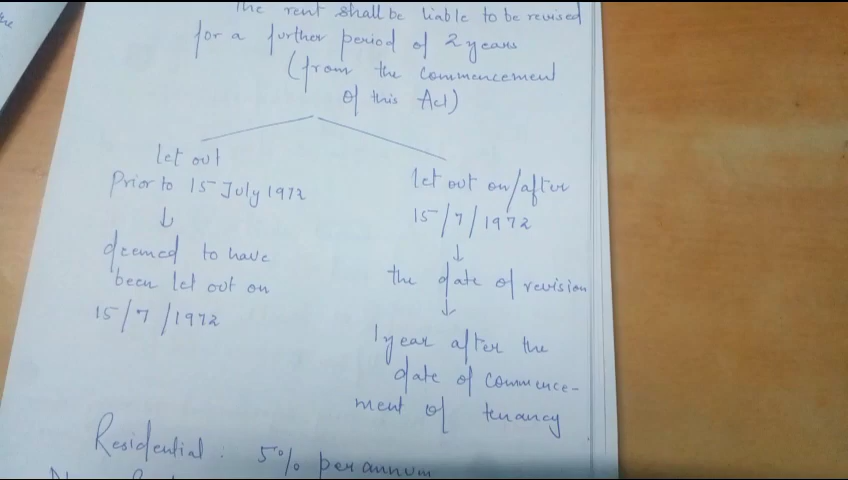 The rent shall be liable to be revised
for a further period of 2 years
(from the commencement
of this Act)
let out
Prior to 15 July 1972
↓
deemed to have
been let out on
15/7/1972
let out on/after
15/7/1972
↓
the date of revision
↓
1 year after the
date of commence-
ment of tenancy
Residential : 5% per annum